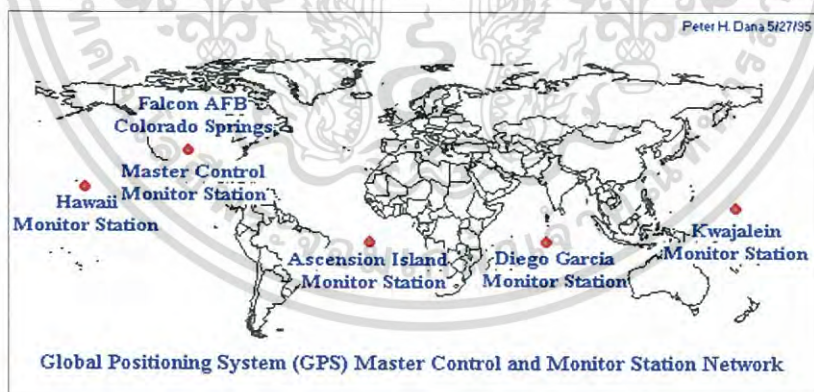 Peter H. Dana 5/27/95
Falcon AFB
Colorado Springs
Master Control
Monitor Station
Hawaii
Monitor Station
Ascension Island
Monitor Station
Diego Garcia
Monitor Station
Kwajalein
Monitor Station
Global Positioning System (GPS) Master Control and Monitor Station Network